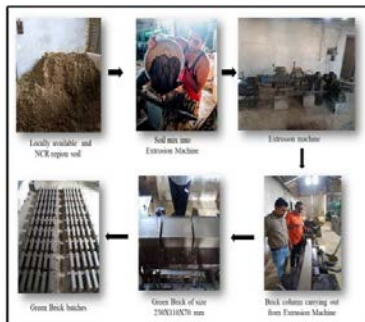 Locally available and
NCR region soil
Soil mix into
Extrusion Machine
Extrusion machine
Brick column carrying out
from Extrusion Machine
Green Brick of size
230X110X70 mm
Green Brick batches